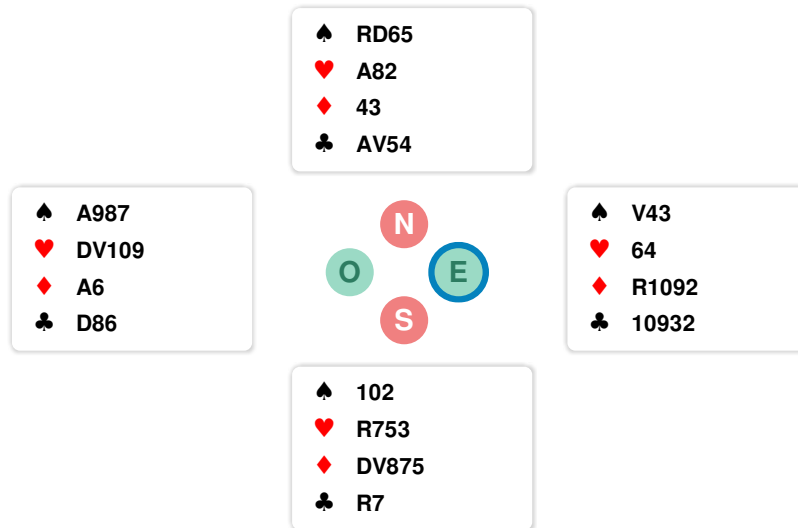 ♠ RD65
♥ A82
♦ 43
♣ AV54
♠ A987
♥ DV109
♦ A6
♣ D86
N
O E
S
♠ V43
♥ 64
♦ R1092
♣ 10932
♠ 102
♥ R753
♦ DV875
♣ R7